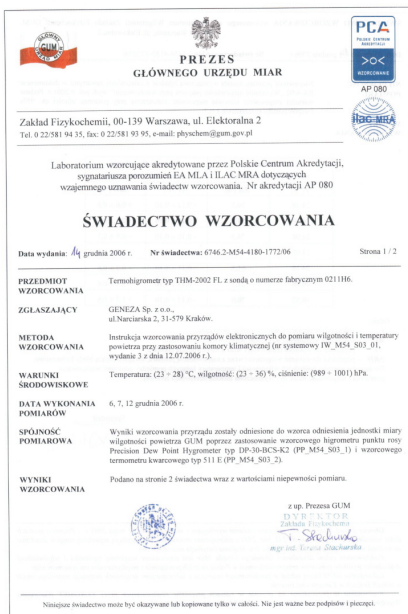 GŁÓWNY
GUM
URZĄD MIAR
PREZES
GŁÓWNEGO URZĘDU MIAR
PCA
POLSKIE CENTRUM
AKREDYTACJI
WZORCOWANIE
AP 080
ilac-MRA
Zakład Fizykochemii, 00-139 Warszawa, ul. Elektoralna 2
Tel. 0 22/581 94 35, fax: 0 22/581 93 95, e-mail: physchem@gum.gov.pl
Laboratorium wzorcujące akredytowane przez Polskie Centrum Akredytacji,
sygnatariusza porozumień EA MLA i ILAC MRA dotyczących
wzajemnego uznawania świadectw wzorcowania. Nr akredytacji AP 080
ŚWIADECTWO WZORCOWANIA
Data wydania: 14 grudnia 2006 r. Nr świadectwa: 6746.2-M54-4180-1772/06 Strona 1 / 2
PRZEDMIOT WZORCOWANIA
Termohigrometr typ THM-2002 FL z sondą o numerze fabrycznym 0211H6.
ZGŁASZAJĄCY
GENEZA Sp. z o.o.,
ul.Narciarska 2, 31-579 Kraków.
METODA WZORCOWANIA
Instrukcja wzorcowania przyrządów elektronicznych do pomiaru wilgotności i temperatury
powietrza przy zastosowaniu komory klimatycznej (nr systemowy IW_M54_S03_01,
wydanie 3 z dnia 12.07.2006 r.).
WARUNKI ŚRODOWISKOWE
Temperatura: (23 ÷ 28) °C, wilgotność: (23 ÷ 36) %, ciśnienie: (989 ÷ 1001) hPa.
DATA WYKONANIA POMIARÓW
6, 7, 12 grudnia 2006 r.
SPÓJNOŚĆ POMIAROWA
Wyniki wzorcowania przyrządu zostały odniesione do wzorca odniesienia jednostki miary
wilgotności powietrza GUM poprzez zastosowanie wzorcowego higrometru punktu rosy
Precision Dew Point Hygrometer typ DP-30-BCS-K2 (PP_M54_S03_1) i wzorcowego
termometru kwarcowego typ 511 E (PP_M54_S03_2).
WYNIKI WZORCOWANIA
Podano na stronie 2 świadectwa wraz z wartościami niepewności pomiaru.
z up. Prezesa GUM
DYREKTOR
Zakładu Fizykochemii
T. Stachurska
mgr inż. Teresa Stachurska
Niniejsze świadectwo może być okazywane lub kopiowane tylko w całości. Nie jest ważne bez podpisów i pieczęci.